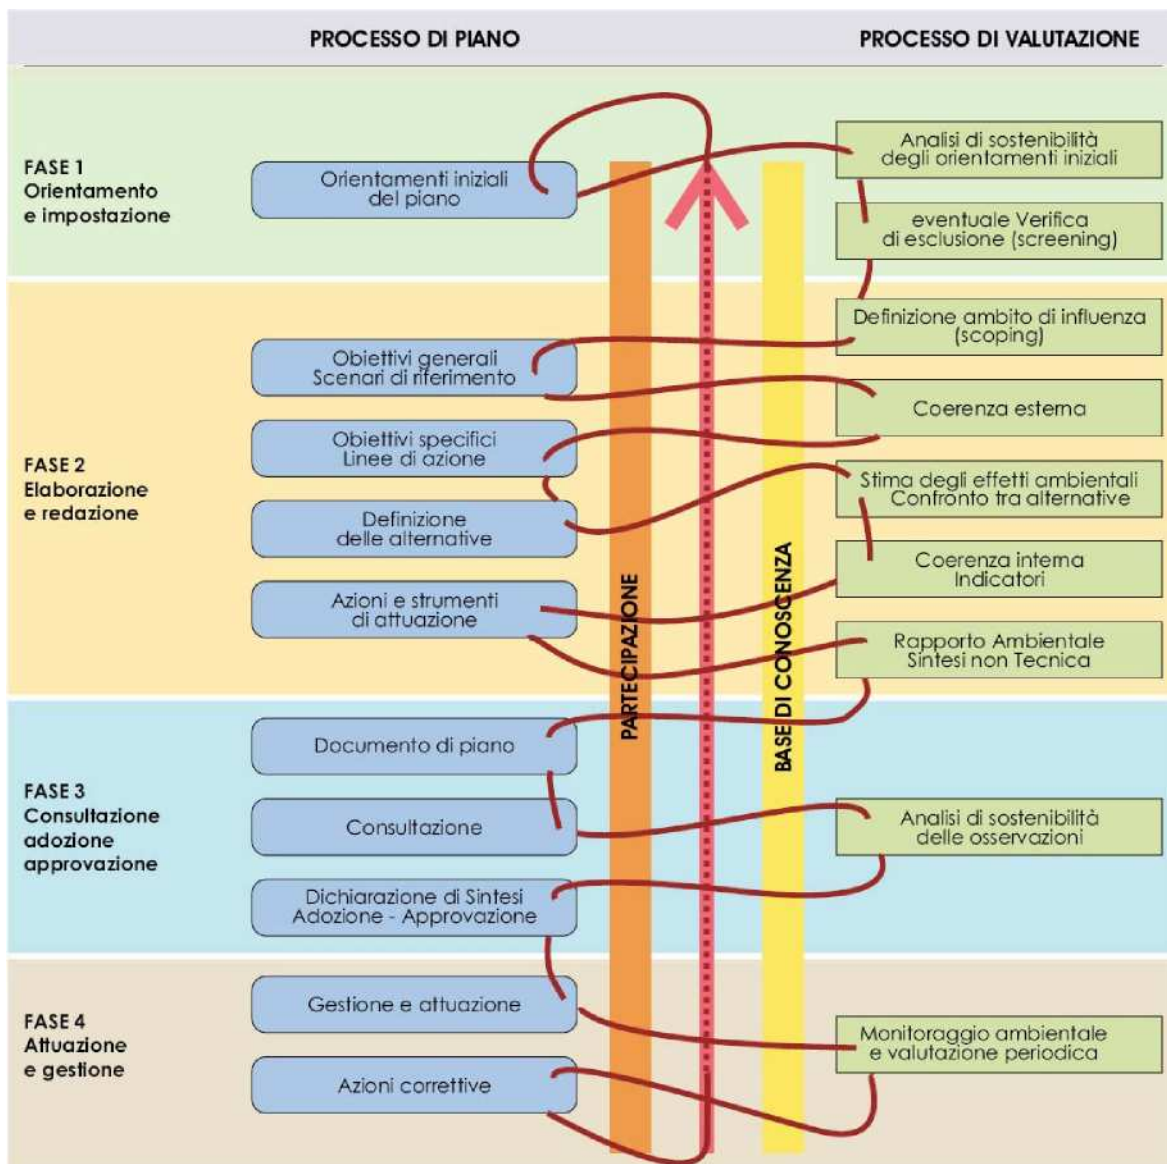 PROCESSO DI PIANO
PROCESSO DI VALUTAZIONE
FASE 1
Orientamento
e impostazione
Orientamenti iniziali
del piano
Analisi di sostenibilità
degli orientamenti iniziali
eventuale Verifica
di esclusione (screening)
FASE 2
Elaborazione
e redazione
Obiettivi generali
Scenari di riferimento
Definizione ambito di influenza
(scoping)
Obiettivi specifici
Linee di azione
Coerenza esterna
Definizione
delle alternative
Stima degli effetti ambientali
Confronto tra alternative
Azioni e strumenti
di attuazione
Coerenza interna
Indicatori
Rapporto Ambientale
Sintesi non Tecnica
PARTECIPAZIONE
BASE DI CONOSCENZA
FASE 3
Consultazione
adozione
approvazione
Documento di piano
Consultazione
Analisi di sostenibilità
delle osservazioni
Dichiarazione di Sintesi
Adozione - Approvazione
FASE 4
Attuazione
e gestione
Gestione e attuazione
Azioni correttive
Monitoraggio ambientale
e valutazione periodica